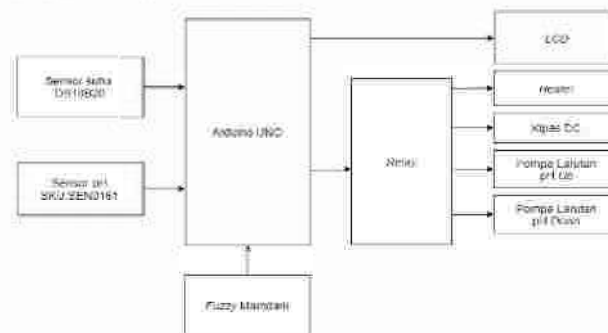 Sensor suhu
DS18B20
Sensor pH
SKU:SEN0161
Arduino UNO
Fuzzy Mamdani
Relay
LCD
Heater
Kipas DC
Pompa Larutan
pH Up
Pompa Larutan
pH Down